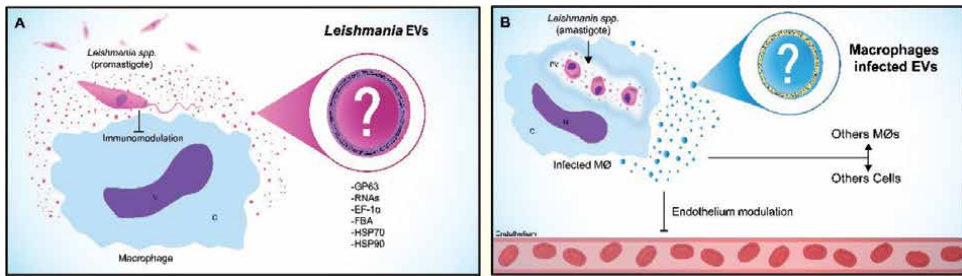 A
Leishmania spp.
(promastigote)
Leishmania EVs
?
Immunomodulation
N
C
Macrophage
-GP63
-RNAs
-EF-1α
-FBA
-HSP70
-HSP90
B
Leishmania spp.
(amastigote)
PV
N
C
Infected MØ
?
Macrophages
infected EVs
Others MØs
Others Cells
Endothelium modulation
Endothelium